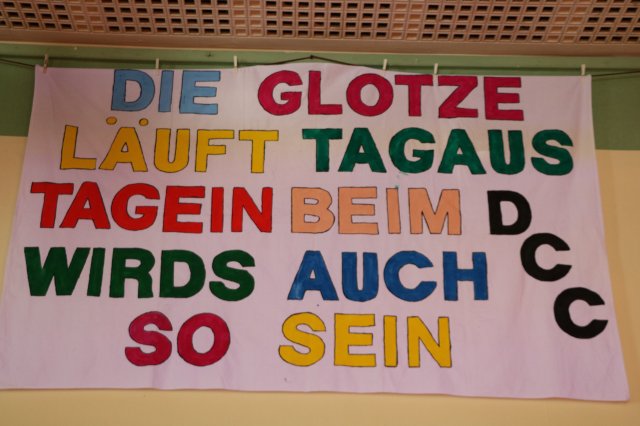 DIE GLOTZE
LÄUFT TAGAUS
TAGEIN BEIM DCC
WIRDS AUCH
SO SEIN